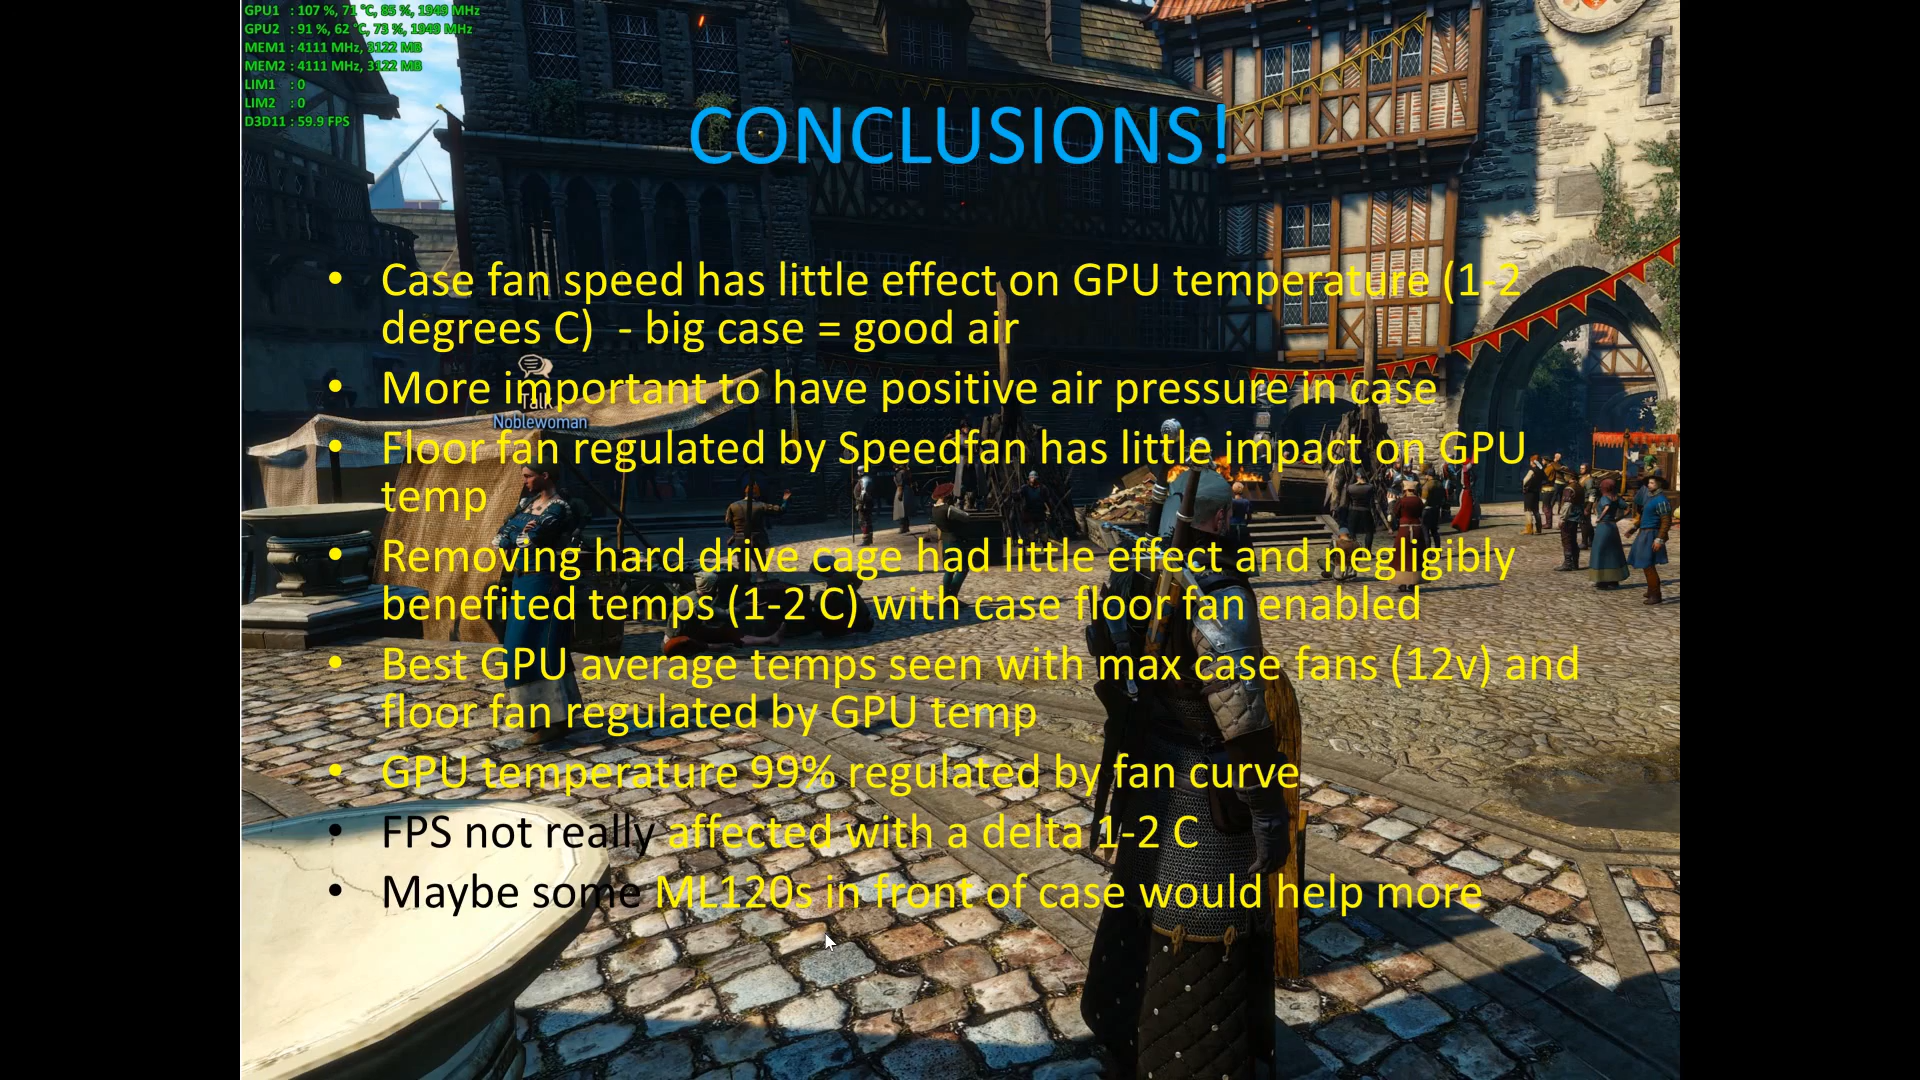 GPU1 : 107 %, 71 °C, 85 %, 1949 MHz
GPU2 : 91 %, 62 °C, 73 %, 1949 MHz
MEM1 : 4111 MHz, 3122 MB
MEM2 : 4111 MHz, 3122 MB
LIM1 : 0
LIM2 : 0
D3D11 : 59.9 FPS
CONCLUSIONS!
• Case fan speed has little effect on GPU temperature (1-2
degrees C) - big case = good air
• More important to have positive air pressure in case
Talk
Noblewoman
• Floor fan regulated by Speedfan has little impact on GPU
temp
• Removing hard drive cage had little effect and negligibly
benefited temps (1-2 C) with case floor fan enabled
• Best GPU average temps seen with max case fans (12v) and
floor fan regulated by GPU temp
• GPU temperature 99% regulated by fan curve
• FPS not really affected with a delta 1-2 C
• Maybe some ML120s in front of case would help more